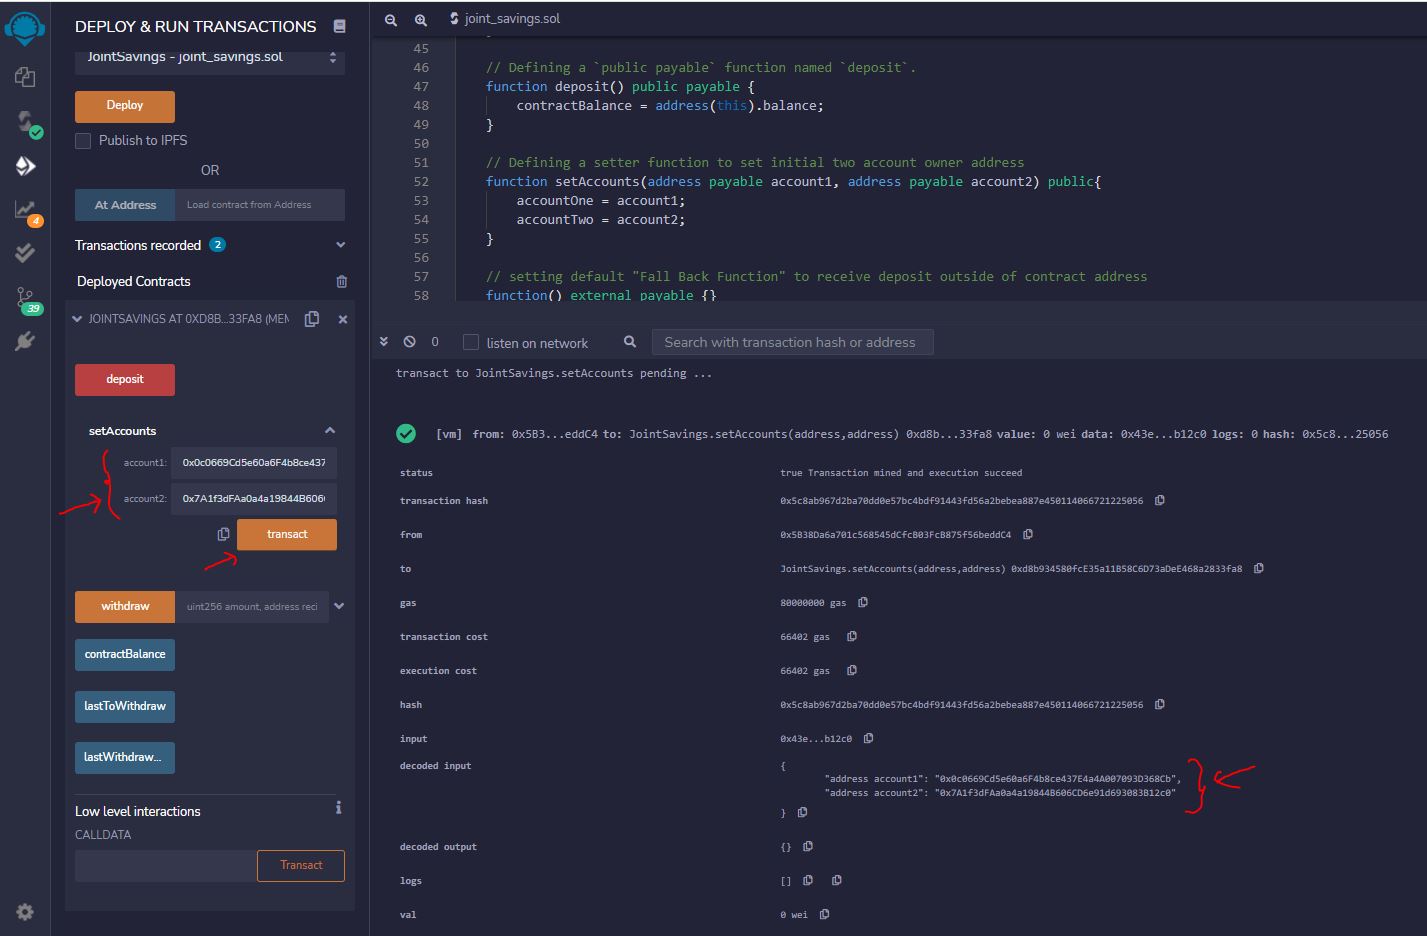 DEPLOY & RUN TRANSACTIONS
JointSavings - joint_savings.sol
Deploy
Publish to IPFS
OR
At Address
Load contract from Address
Transactions recorded 2
Deployed Contracts
JOINTSAVINGS AT 0XD8B...33FA8 (MEM
deposit
setAccounts
account1: 0x0c0669Cd5e60a6F4b8ce437
account2: 0x7A1f3dFAa0a4a19844B606
transact
withdraw
uint256 amount, address reci
contractBalance
lastToWithdraw
lastWithdraw...
Low level interactions
CALLDATA
Transact
4
39
joint_savings.sol
45
46 // Defining a `public payable` function named `deposit`.
47 function deposit() public payable {
48 contractBalance = address(this).balance;
49 }
50
51 // Defining a setter function to set initial two account owner address
52 function setAccounts(address payable account1, address payable account2) public{
53 accountOne = account1;
54 accountTwo = account2;
55 }
56
57 // setting default "Fall Back Function" to receive deposit outside of contract address
58 function() external payable {}
0
listen on network
Search with transaction hash or address
transact to JointSavings.setAccounts pending ...
[vm] from: 0x5B3...eddC4 to: JointSavings.setAccounts(address,address) 0xd8b...33fa8 value: 0 wei data: 0x43e...b12c0 logs: 0 hash: 0x5c8...25056
status true Transaction mined and execution succeed
transaction hash 0x5c8ab967d2ba70dd0e57bc4bdf91443fd56a2bebea887e450114066721225056
from 0x5B38Da6a701c568545dCfcB03FcB875f56beddC4
to JointSavings.setAccounts(address,address) 0xd8b934580fcE35a11B58C6D73aDeE468a2833fa8
gas 80000000 gas
transaction cost 66402 gas
execution cost 66402 gas
hash 0x5c8ab967d2ba70dd0e57bc4bdf91443fd56a2bebea887e450114066721225056
input 0x43e...b12c0
decoded input {
"address account1": "0x0c0669Cd5e60a6F4b8ce437E4a4A007093D368Cb",
"address account2": "0x7A1f3dFAa0a4a19844B606CD6e91d693083B12c0"
}
decoded output {}
logs []
val 0 wei